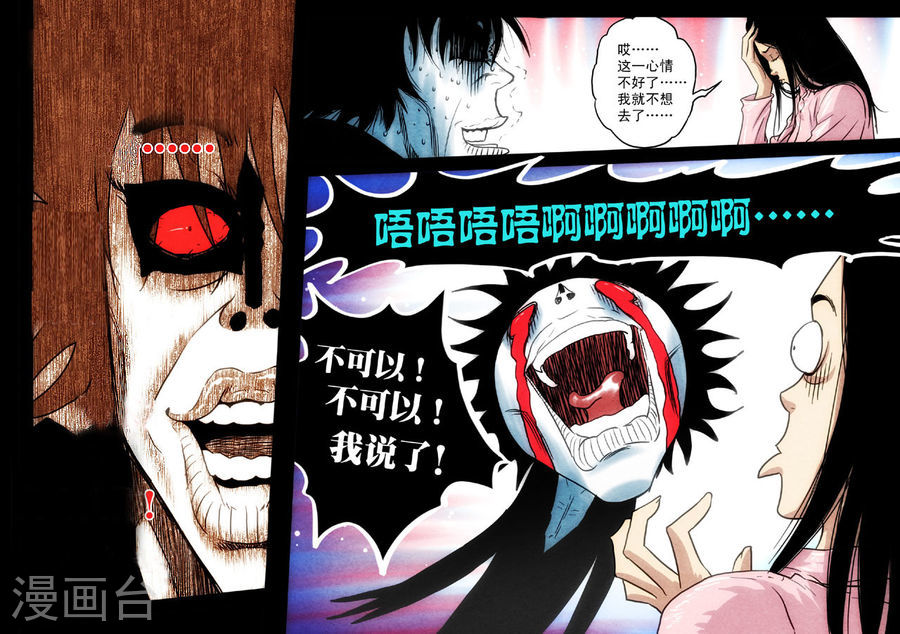 哎……
这一心情
不好了……
我就不想
去了……
唔唔唔唔啊啊啊啊啊……
不可以！
不可以！
我说了！
……
！
漫画台